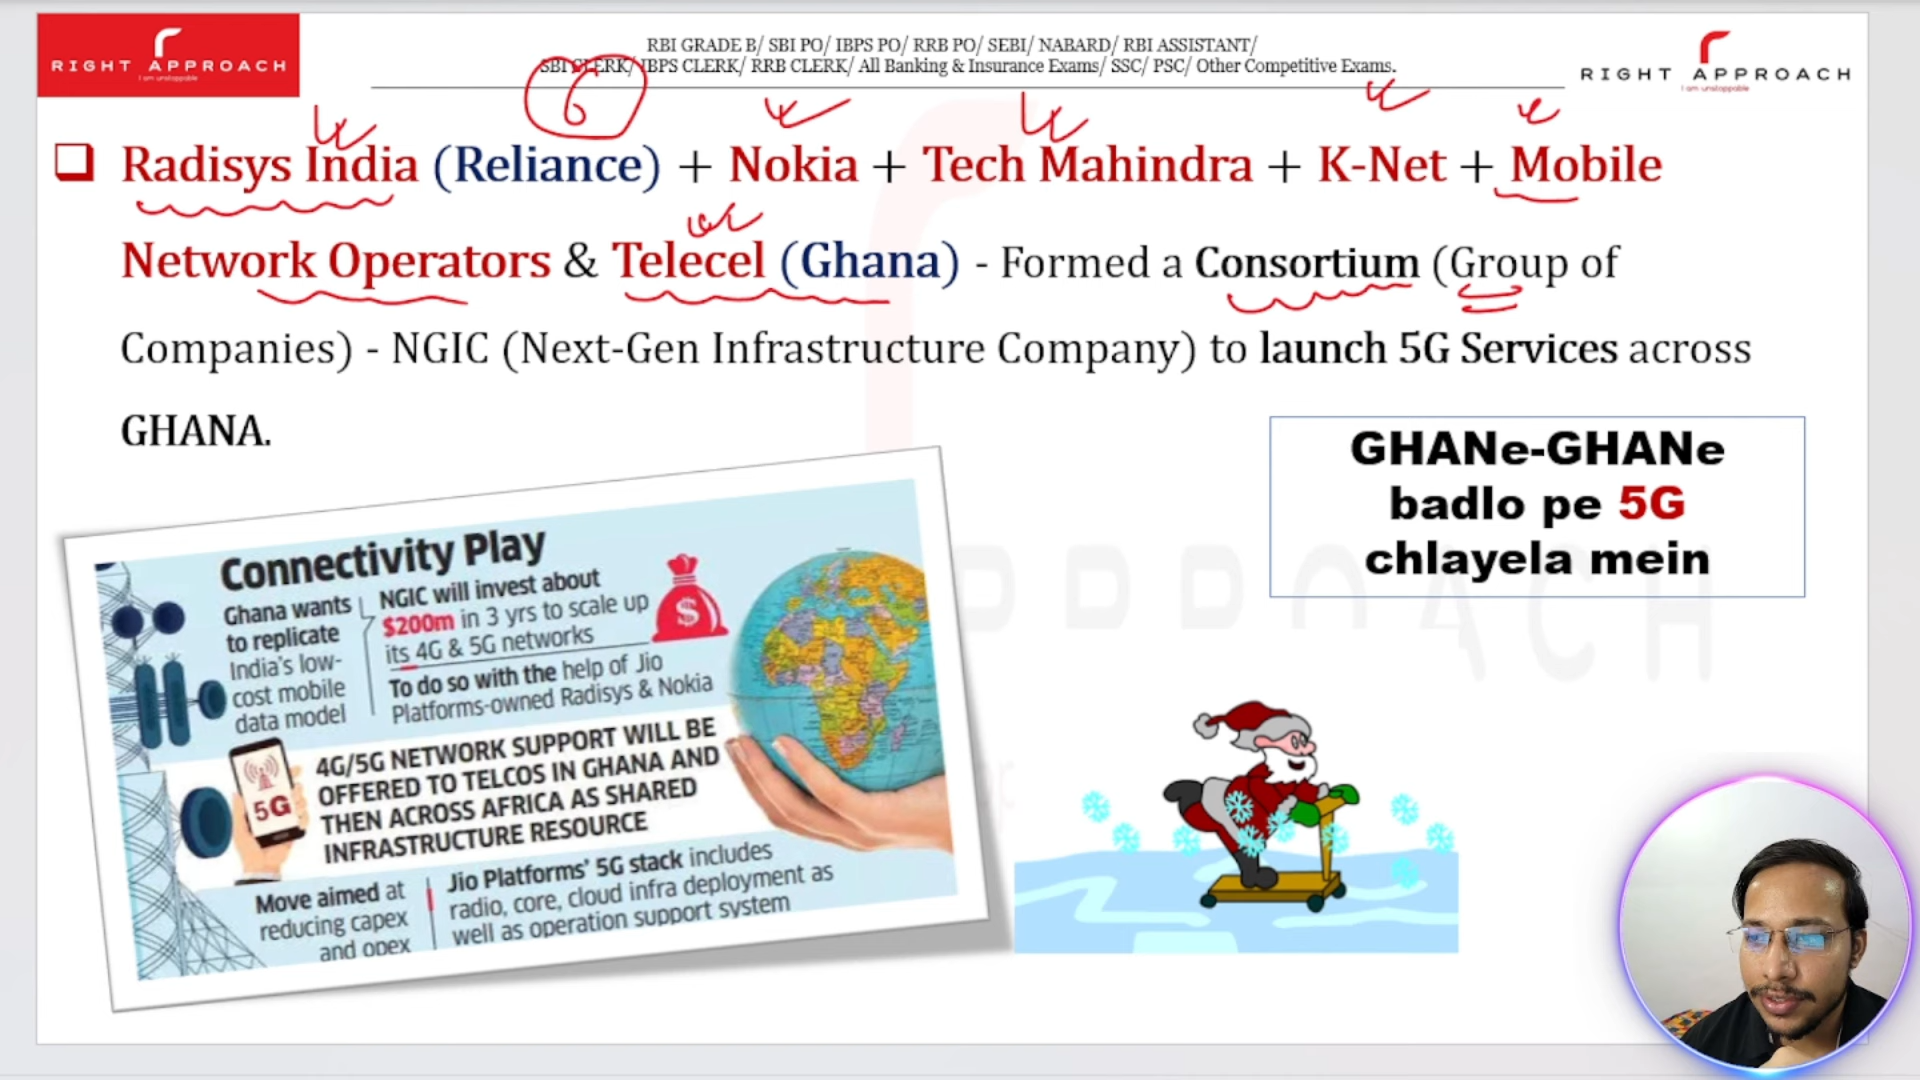 RIGHT APPROACH
I am unstoppable
RBI GRADE B/ SBI PO/ IBPS PO/ RRB PO/ SEBI/ NABARD/ RBI ASSISTANT/
SBI CLERK/ IBPS CLERK/ RRB CLERK/ All Banking & Insurance Exams/ SSC/ PSC/ Other Competitive Exams.
RIGHT APPROACH
I am unstoppable
6
Radisys India (Reliance) + Nokia + Tech Mahindra + K-Net + Mobile
Network Operators & Telecel (Ghana) - Formed a Consortium (Group of
Companies) - NGIC (Next-Gen Infrastructure Company) to launch 5G Services across
GHANA.
GHANe-GHANe
badlo pe 5G
chlayela mein
Connectivity Play
Ghana wants
to replicate
India's low-
cost mobile
data model
NGIC will invest about
$200m in 3 yrs to scale up
its 4G & 5G networks
To do so with the help of Jio
Platforms-owned Radisys & Nokia
$
5G
4G/5G NETWORK SUPPORT WILL BE
OFFERED TO TELCOS IN GHANA AND
THEN ACROSS AFRICA AS SHARED
INFRASTRUCTURE RESOURCE
Move aimed at
reducing capex
and opex
Jio Platforms' 5G stack includes
radio, core, cloud infra deployment as
well as operation support system